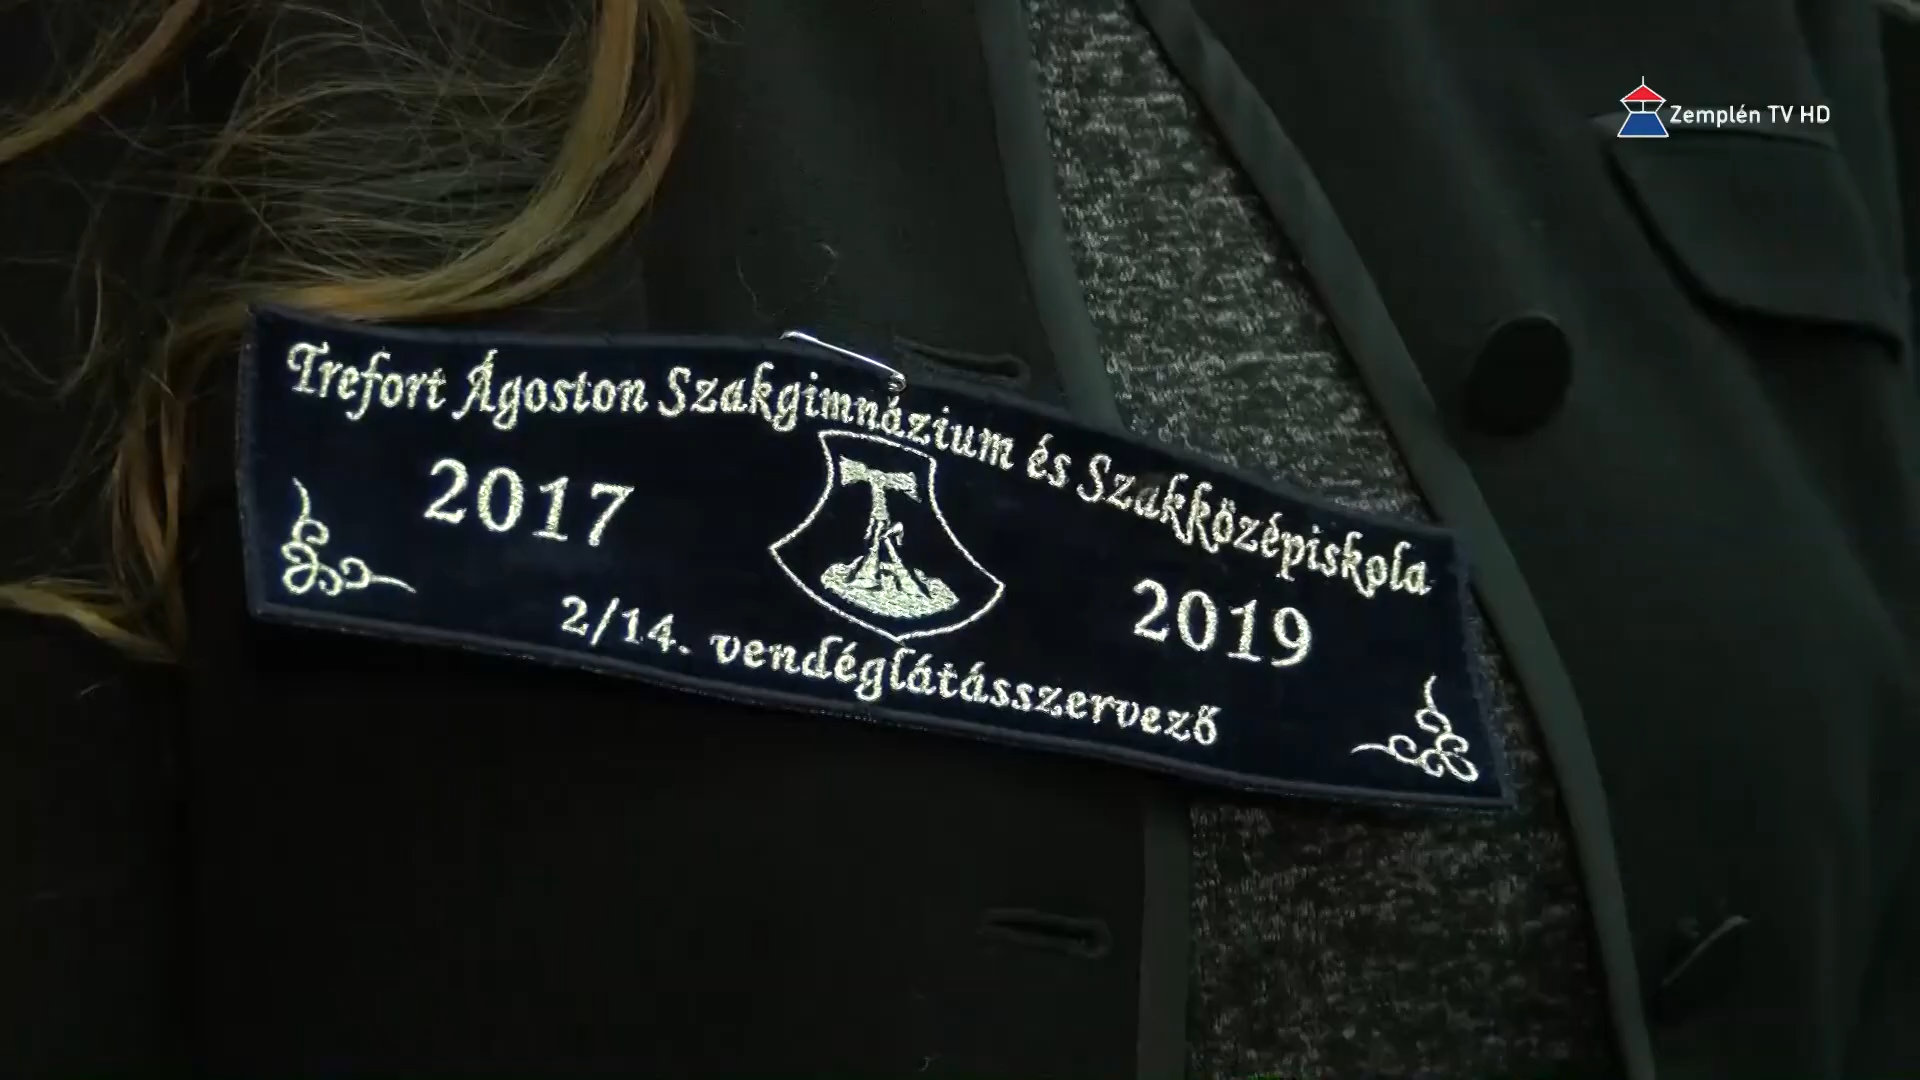 Zemplén TV HD
Trefort Ágoston Szakgimnázium és Szakközépiskola
2017
2019
2/14. vendéglátásszervező